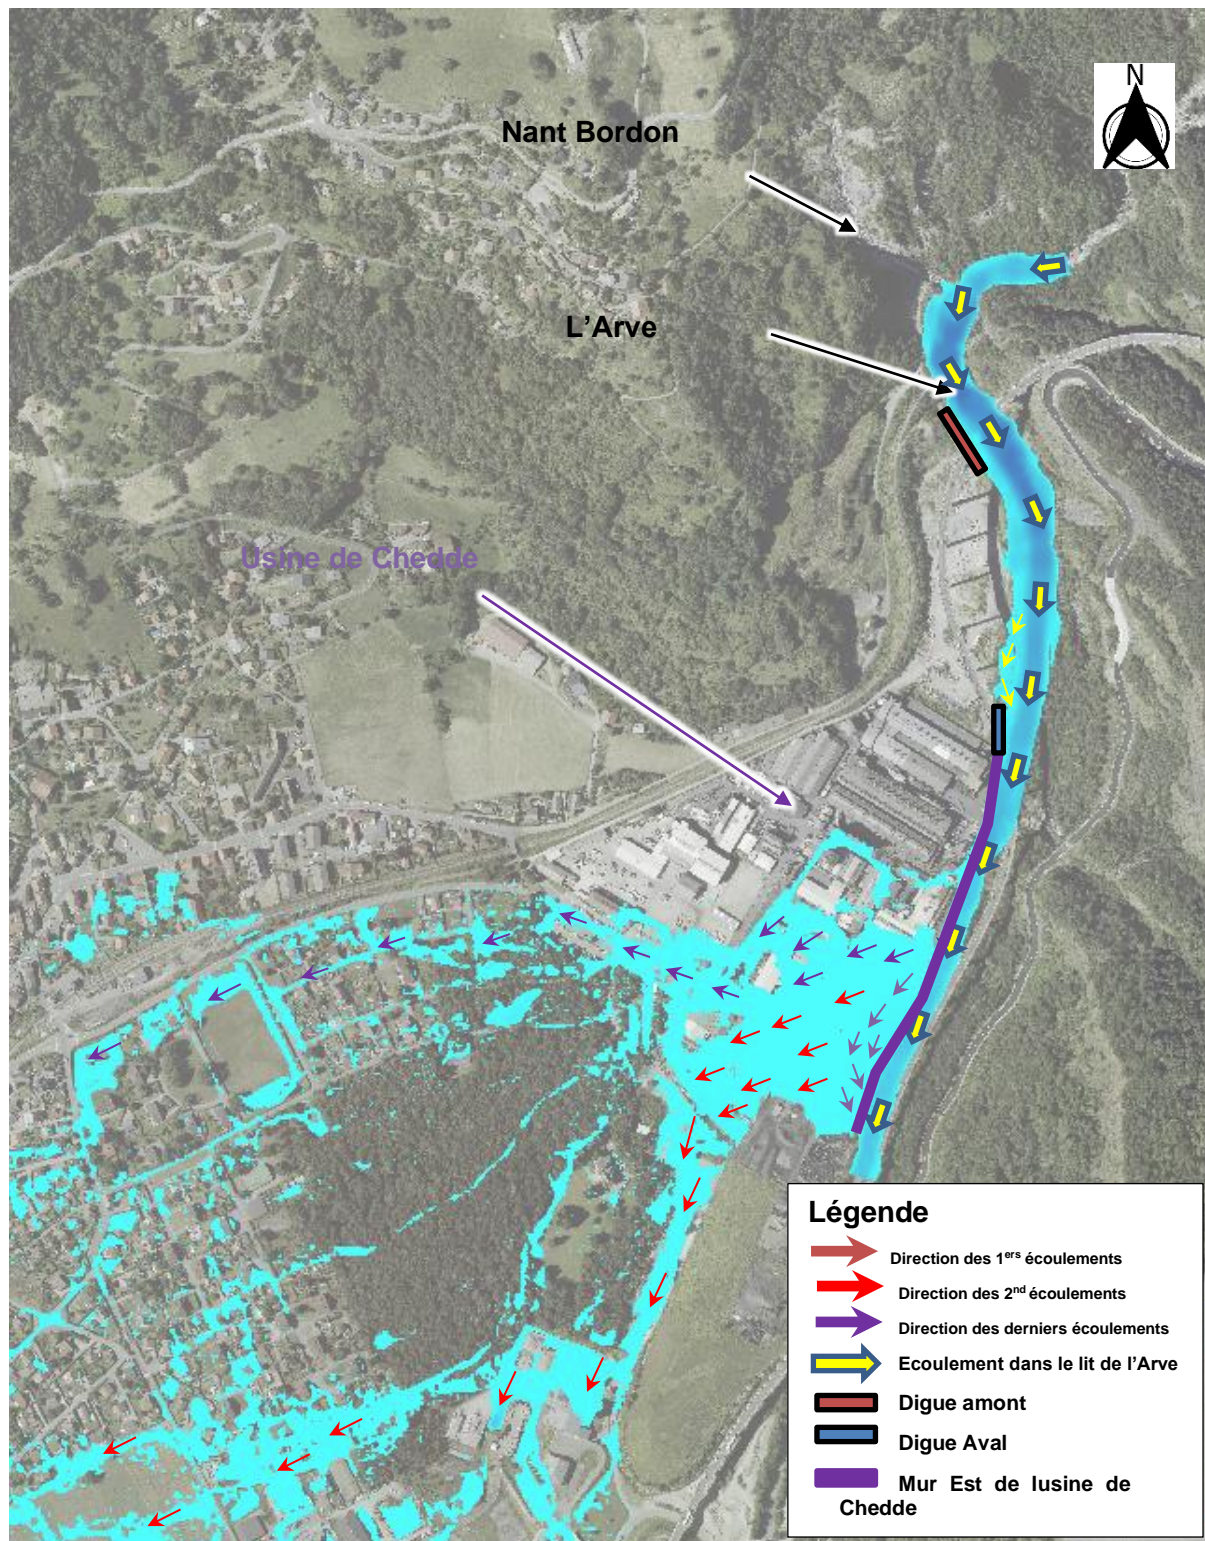 N
Nant Bordon
L'Arve
Usine de Chedde
Légende
Direction des 1ers écoulements
Direction des 2nd écoulements
Direction des derniers écoulements
Ecoulement dans le lit de l'Arve
Digue amont
Digue Aval
Mur Est de lusine de
Chedde